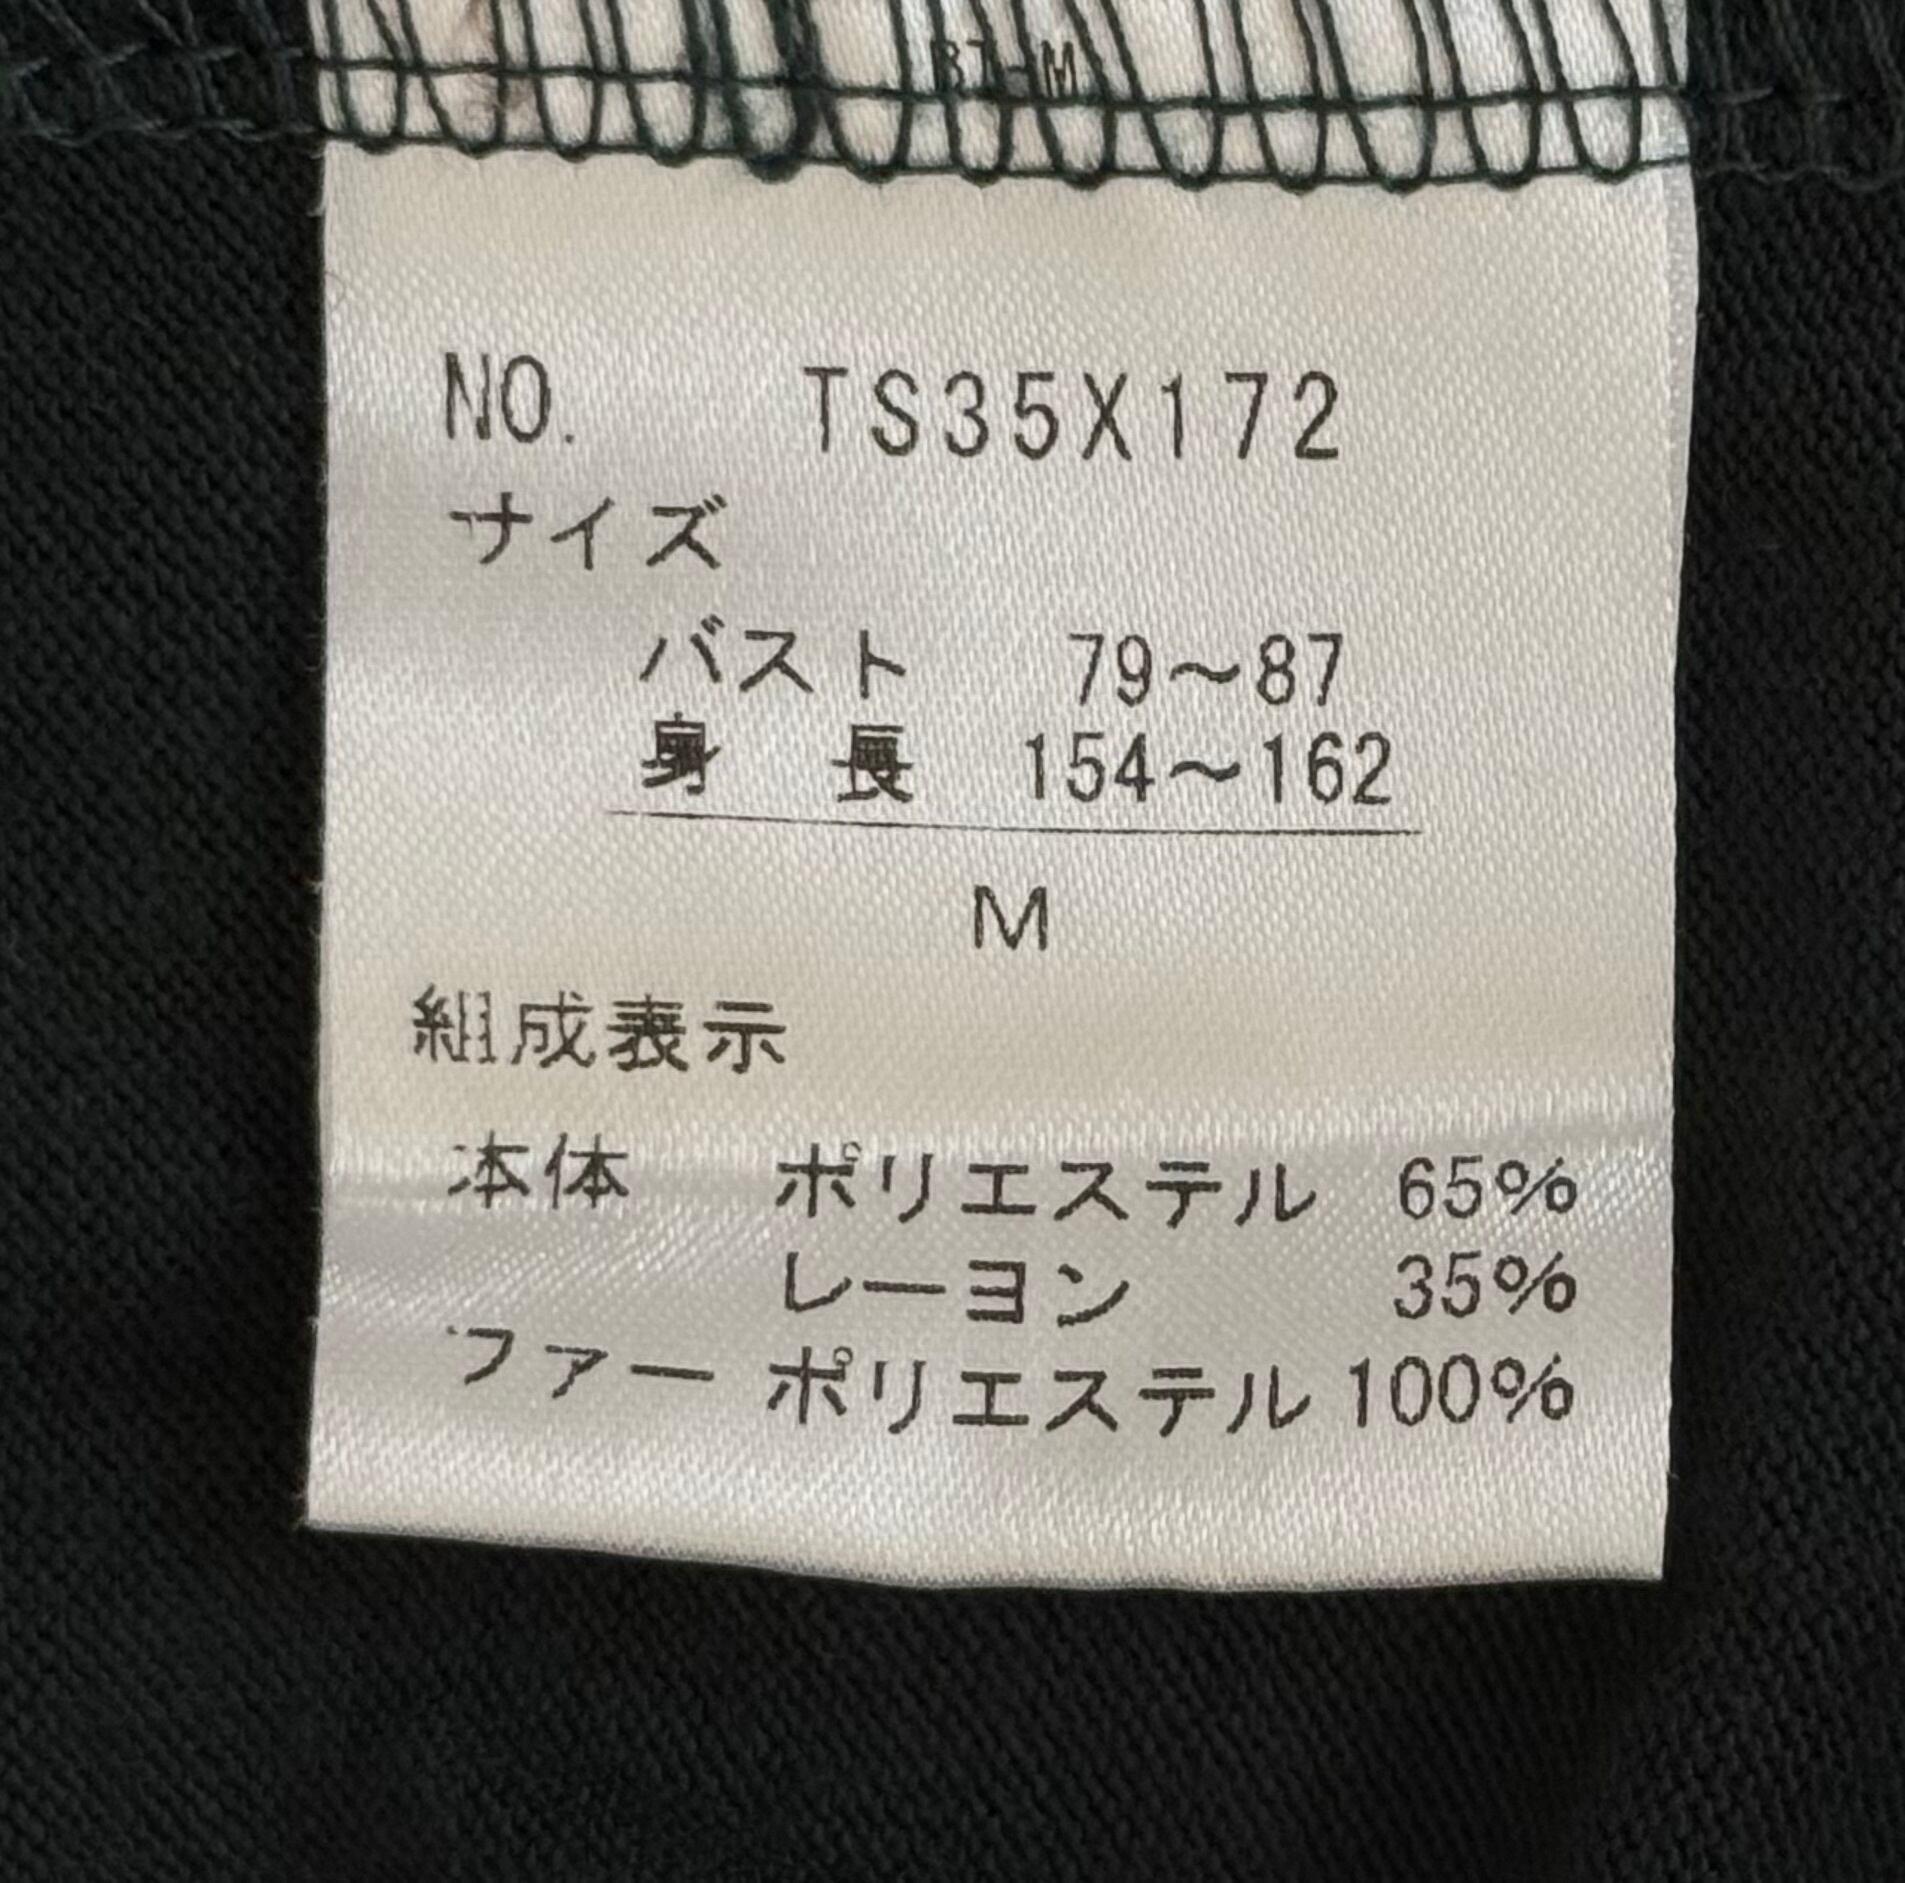 NO. TS35X172
サイズ
バスト 79～87
身長 154～162
M
組成表示
本体 ポリエステル 65%
レーヨン 35%
ファー ポリエステル 100%